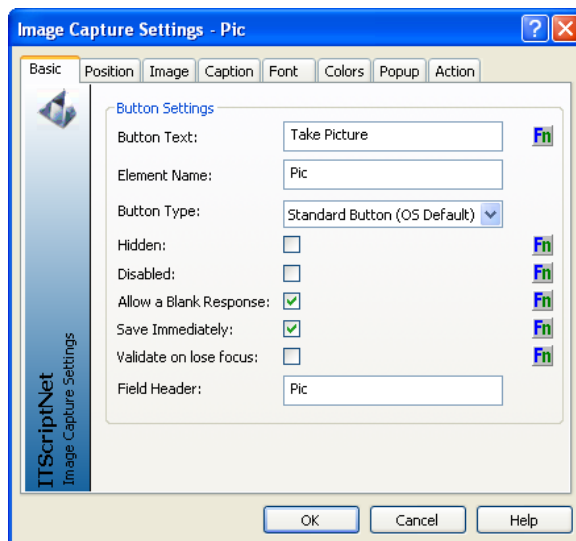 Image Capture Settings - Pic
Basic Position Image Caption Font Colors Popup Action
Button Settings
Button Text: Take Picture Fn
Element Name: Pic
Button Type: Standard Button (OS Default)
Hidden: Fn
Disabled: Fn
Allow a Blank Response: Fn
Save Immediately: Fn
Validate on lose focus: Fn
Field Header: Pic
ITScriptNet
Image Capture Settings
OK Cancel Help